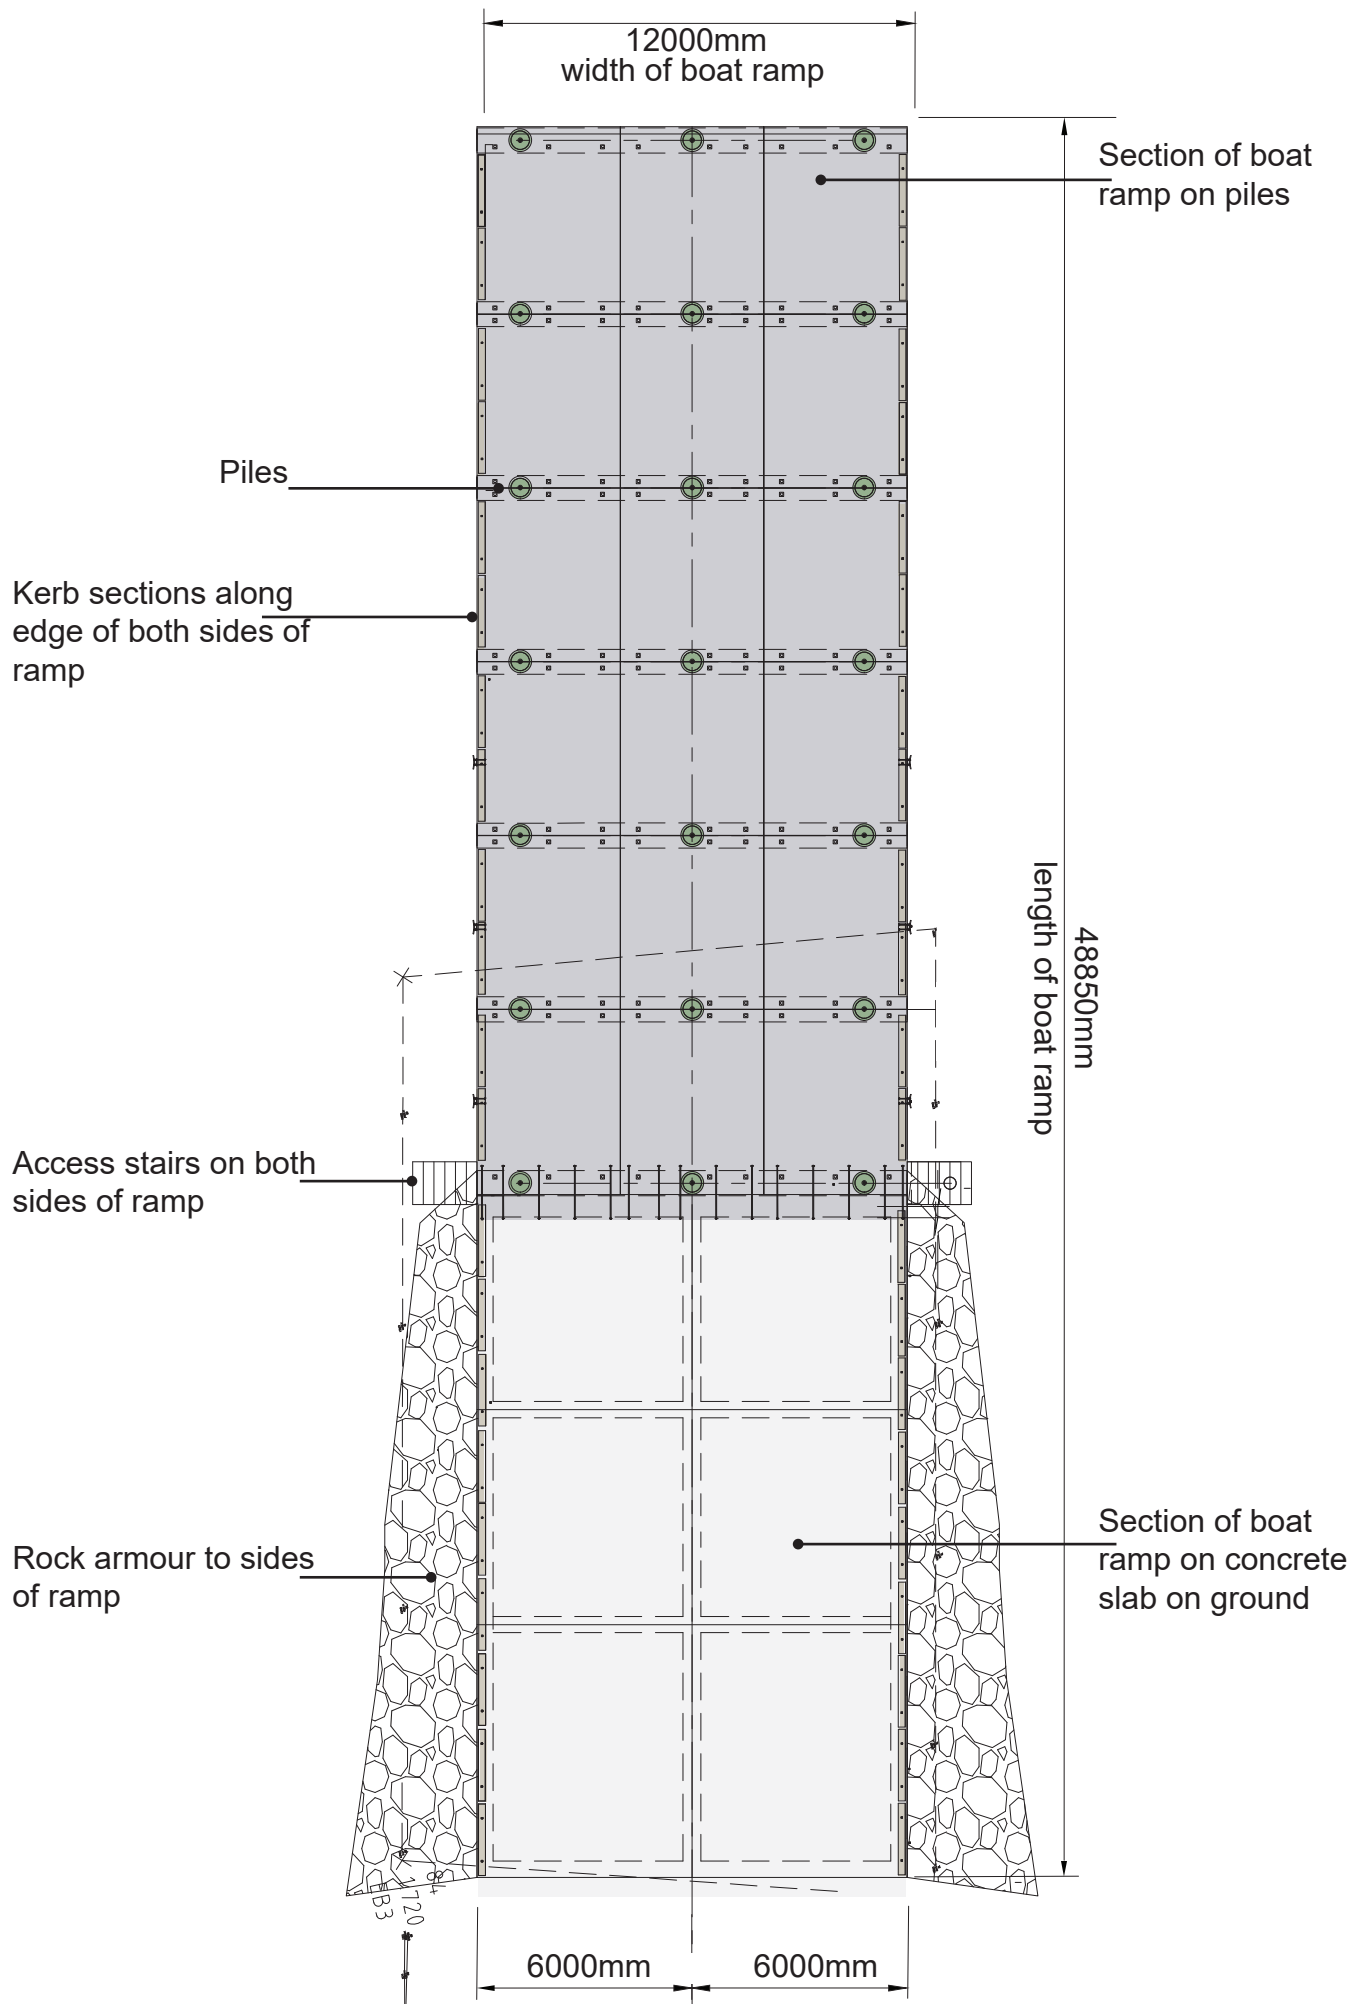 12000mm
width of boat ramp
Section of boat
ramp on piles
Piles
Kerb sections along
edge of both sides of
ramp
48850mm
length of boat ramp
Access stairs on both
sides of ramp
Section of boat
ramp on concrete
slab on ground
Rock armour to sides
of ramp
6000mm
6000mm